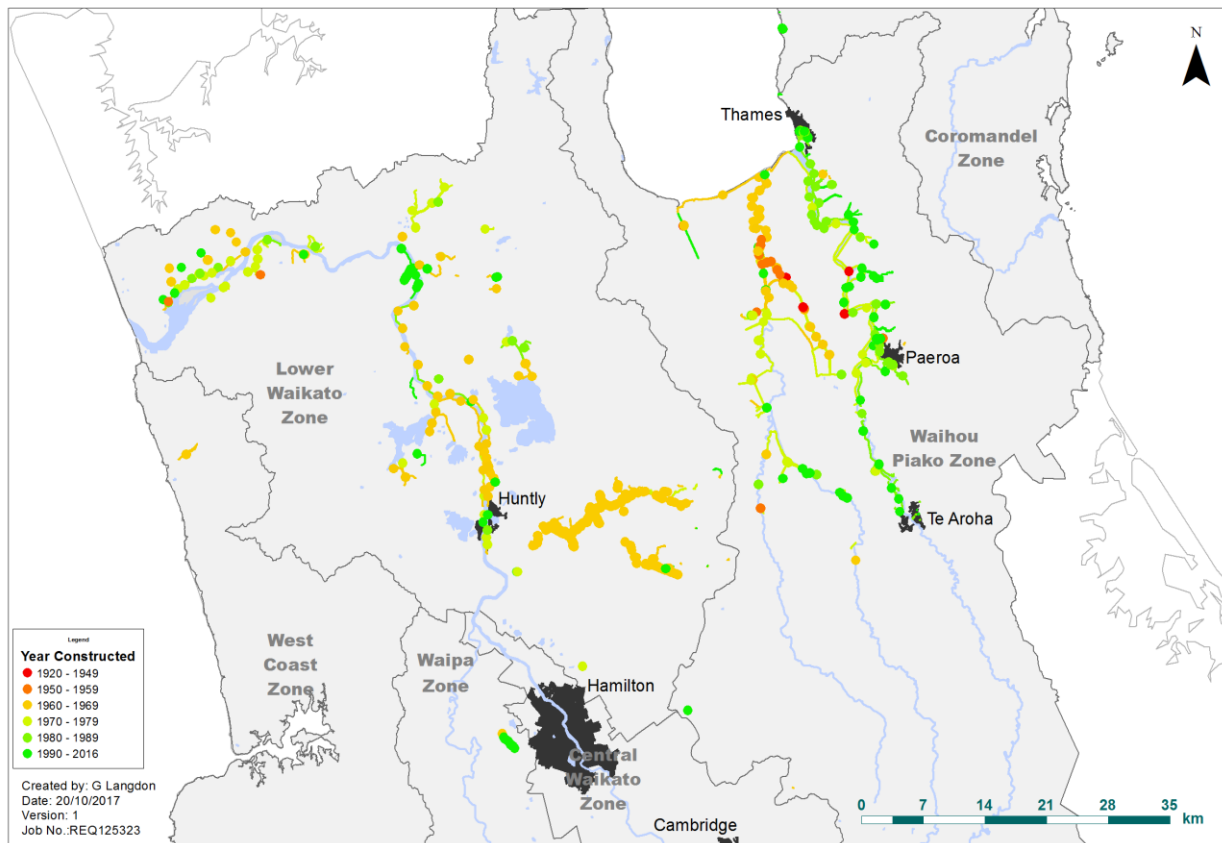 N
Thames
Coromandel
Zone
Lower
Waikato
Zone
Paeroa
Waihou
Piako Zone
Huntly
Te Aroha
West
Coast
Zone
Waipa
Zone
Hamilton
Central
Waikato
Zone
Cambridge
Legend
Year Constructed
1920 - 1949
1950 - 1959
1960 - 1969
1970 - 1979
1980 - 1989
1990 - 2016
Created by: G Langdon
Date: 20/10/2017
Version: 1
Job No.:REQ125323
0 7 14 21 28 35
km